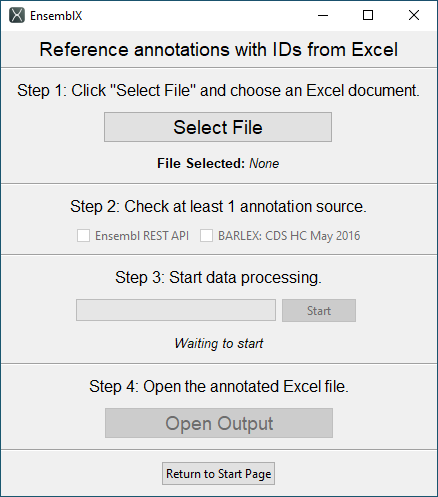 EnsemblX
Reference annotations with IDs from Excel
Step 1: Click "Select File" and choose an Excel document.
Select File
File Selected: None
Step 2: Check at least 1 annotation source.
Ensembl REST API BARLEX: CDS HC May 2016
Step 3: Start data processing.
Start
Waiting to start
Step 4: Open the annotated Excel file.
Open Output
Return to Start Page